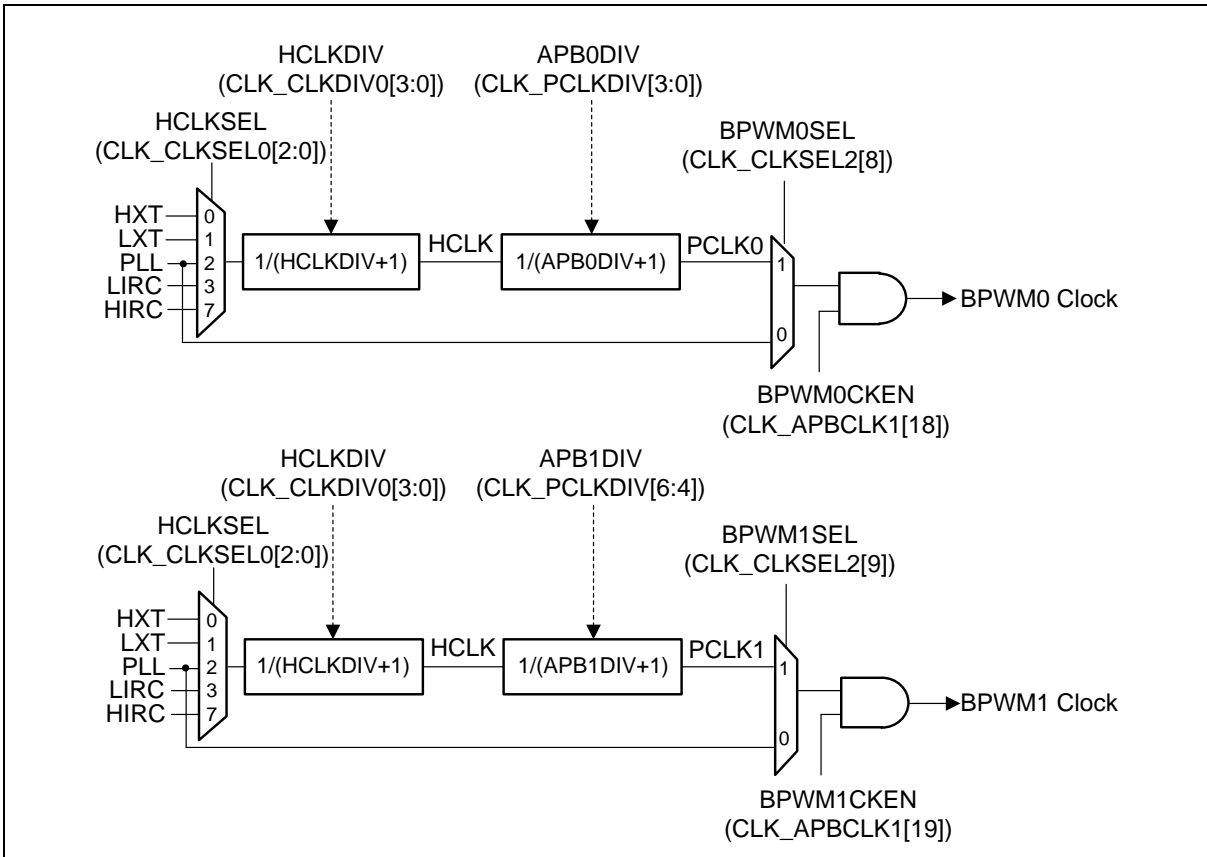 HCLKDIV
(CLK_CLKDIV0[3:0])
APB0DIV
(CLK_PCLKDIV[3:0])
HCLKSEL
(CLK_CLKSEL0[2:0])
BPWM0SEL
(CLK_CLKSEL2[8])
HXT
0
LXT
1
PLL
2
LIRC
3
HIRC
7
1/(HCLKDIV+1)
HCLK
1/(APB0DIV+1)
PCLK0
1
0
BPWM0 Clock
BPWM0CKEN
(CLK_APBCLK1[18])
HCLKDIV
(CLK_CLKDIV0[3:0])
APB1DIV
(CLK_PCLKDIV[6:4])
HCLKSEL
(CLK_CLKSEL0[2:0])
BPWM1SEL
(CLK_CLKSEL2[9])
HXT
0
LXT
1
PLL
2
LIRC
3
HIRC
7
1/(HCLKDIV+1)
HCLK
1/(APB1DIV+1)
PCLK1
1
0
BPWM1 Clock
BPWM1CKEN
(CLK_APBCLK1[19])